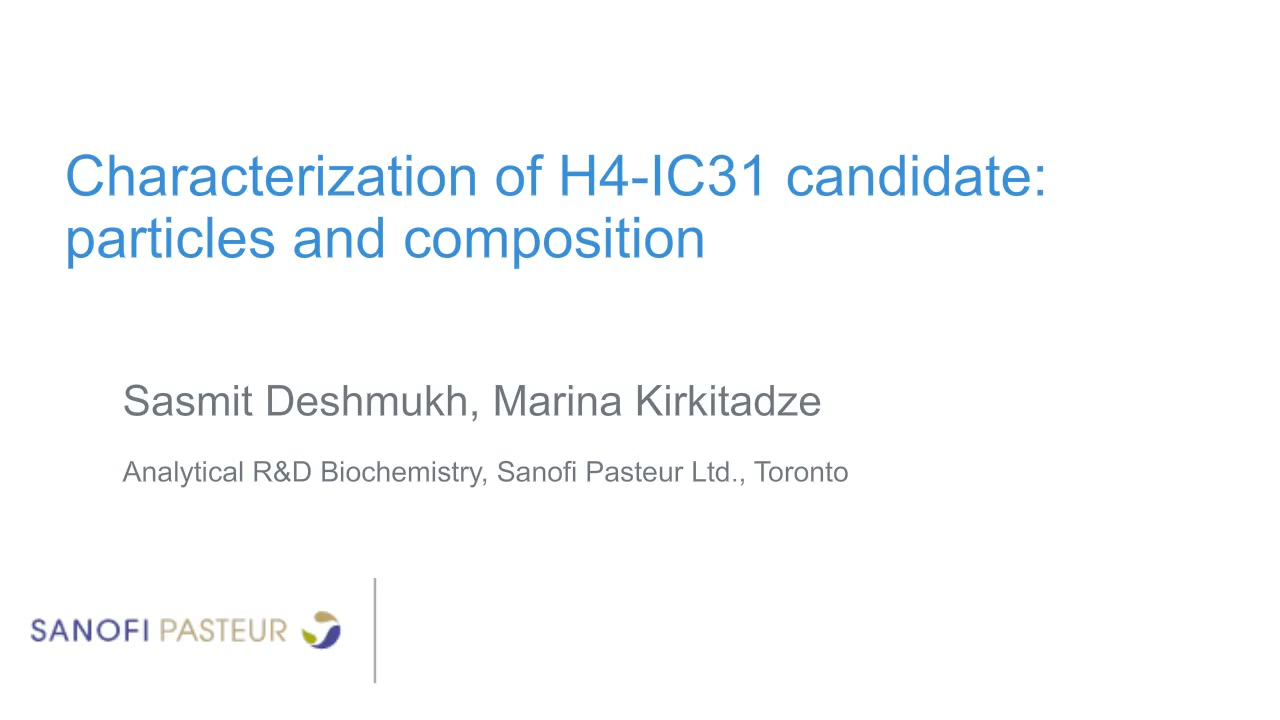 Characterization of H4-IC31 candidate:
particles and composition
Sasmit Deshmukh, Marina Kirkitadze
Analytical R&D Biochemistry, Sanofi Pasteur Ltd., Toronto
SANOFI PASTEUR